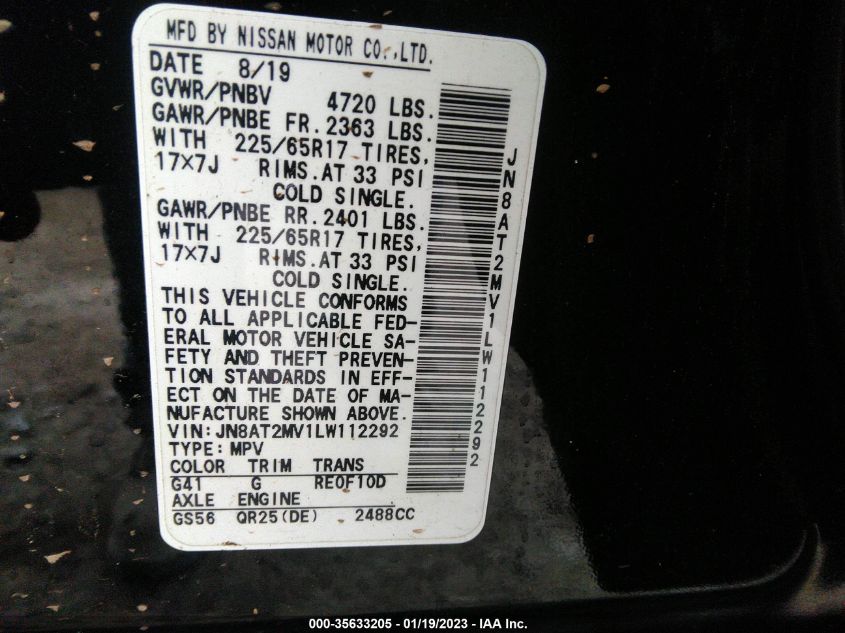 MFD BY NISSAN MOTOR CO.,LTD.
DATE 8/19
GVWR/PNBV 4720 LBS.
GAWR/PNBE FR. 2363 LBS.
WITH 225/65R17 TIRES,
17×7J RIMS.AT 33 PSI
COLD SINGLE.
GAWR/PNBE RR. 2401 LBS.
WITH 225/65R17 TIRES,
17×7J RIMS.AT 33 PSI
COLD SINGLE.
THIS VEHICLE CONFORMS
TO ALL APPLICABLE FED-
ERAL MOTOR VEHICLE SA-
FETY AND THEFT PREVEN-
TION STANDARDS IN EFF-
ECT ON THE DATE OF MA-
NUFACTURE SHOWN ABOVE.
VIN:JN8AT2MV1LW112292
TYPE:MPV
COLOR TRIM TRANS
G41 G RE0F10D
AXLE ENGINE
GS56 QR25(DE) 2488CC
JN8AT2MV1LW112292
000-35633205 - 01/19/2023 - IAA Inc.